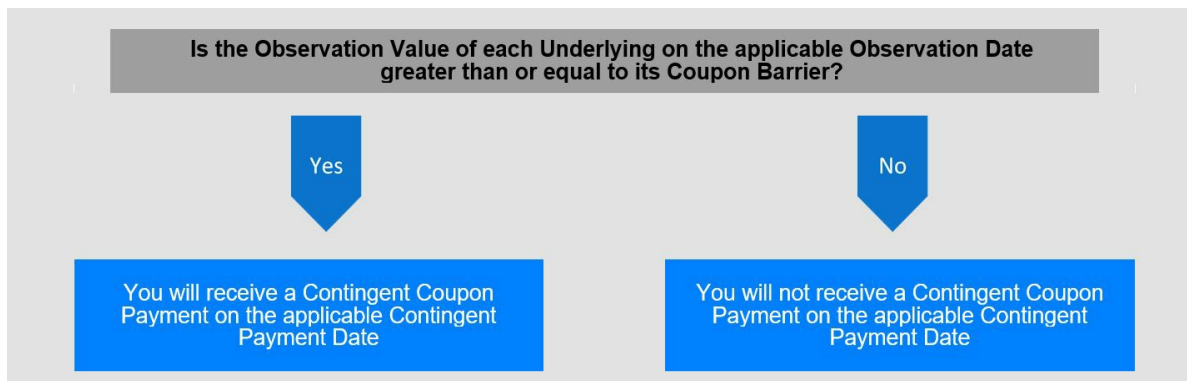 Is the Observation Value of each Underlying on the applicable Observation Date
greater than or equal to its Coupon Barrier?
Yes
No
You will receive a Contingent Coupon
Payment on the applicable Contingent
Payment Date
You will not receive a Contingent Coupon
Payment on the applicable Contingent
Payment Date